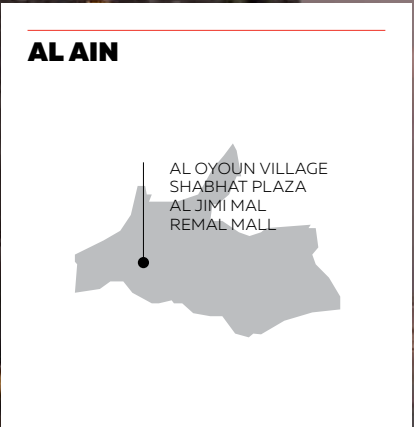 AL AIN
AL OYOUN VILLAGE
SHABHAT PLAZA
AL JIMI MAL
REMAL MALL